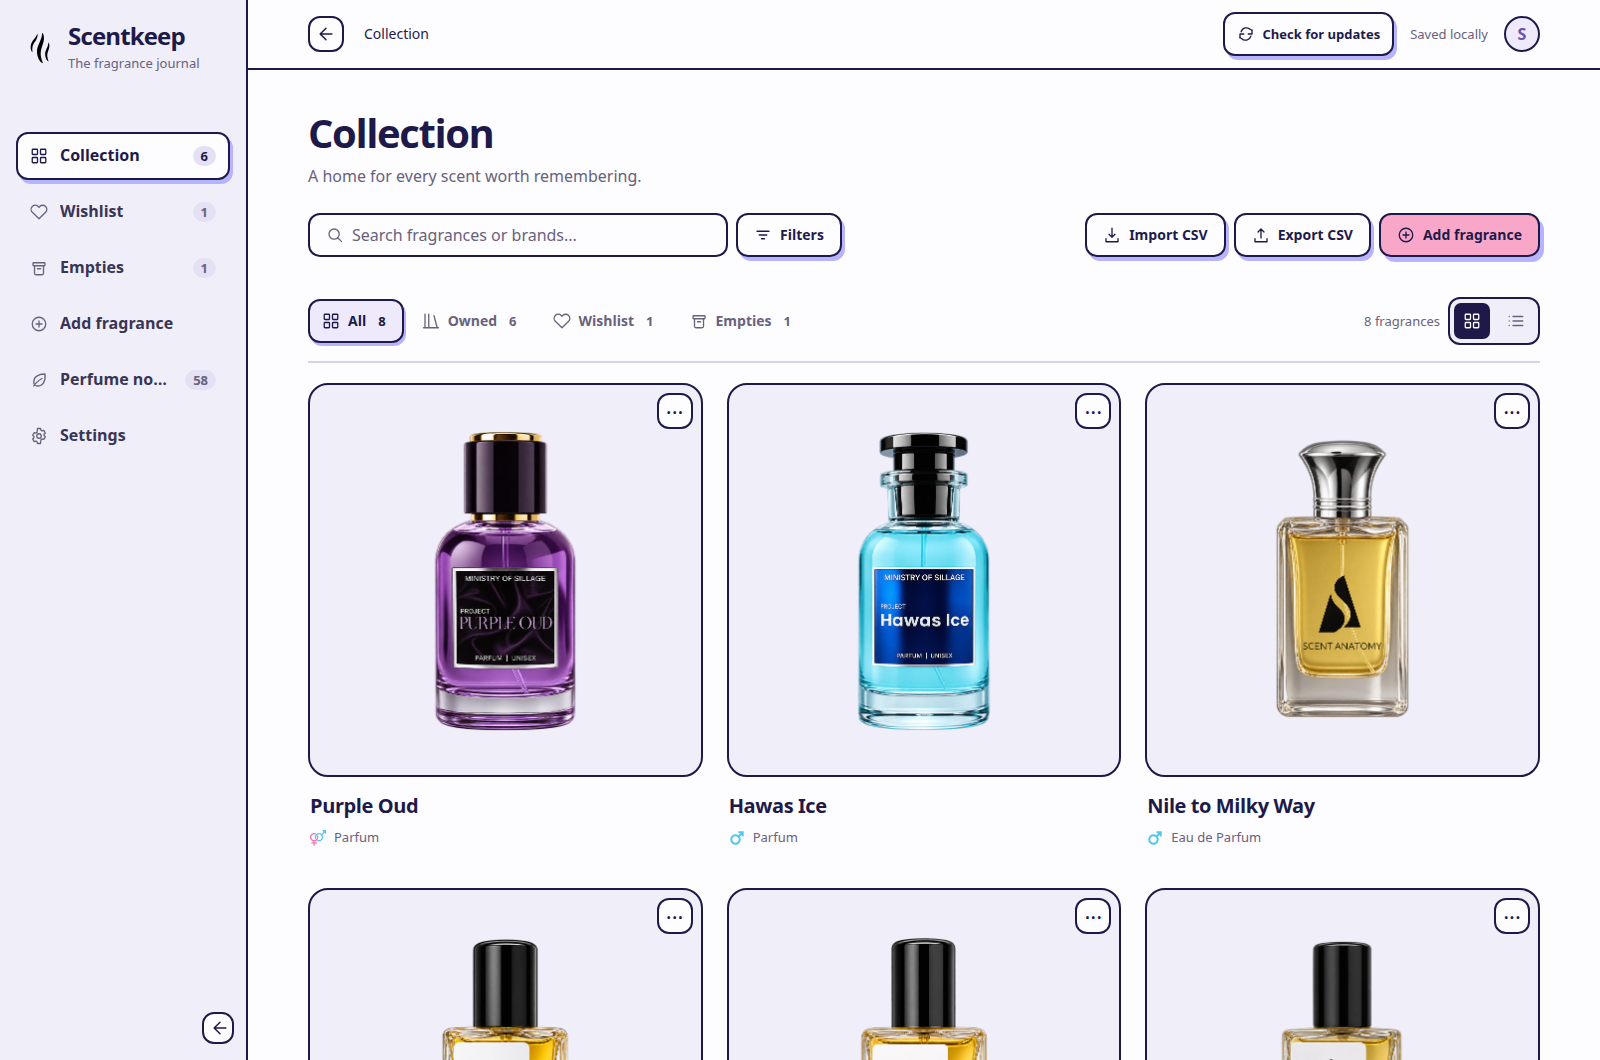 Scentkeep
The fragrance journal
Collection 6
Wishlist 1
Empties 1
Add fragrance
Perfume no... 58
Settings
Collection
Check for updates
Saved locally
S
Collection
A home for every scent worth remembering.
Search fragrances or brands...
Filters
Import CSV
Export CSV
Add fragrance
All 8
Owned 6
Wishlist 1
Empties 1
8 fragrances
MINISTRY OF SILLAGE
PROJECT
PURPLE OUD
PARFUM | UNISEX
Purple Oud
Parfum
MINISTRY OF SILLAGE
PROJECT
Hawas Ice
PARFUM | UNISEX
Hawas Ice
Parfum
SCENT ANATOMY
Nile to Milky Way
Eau de Parfum